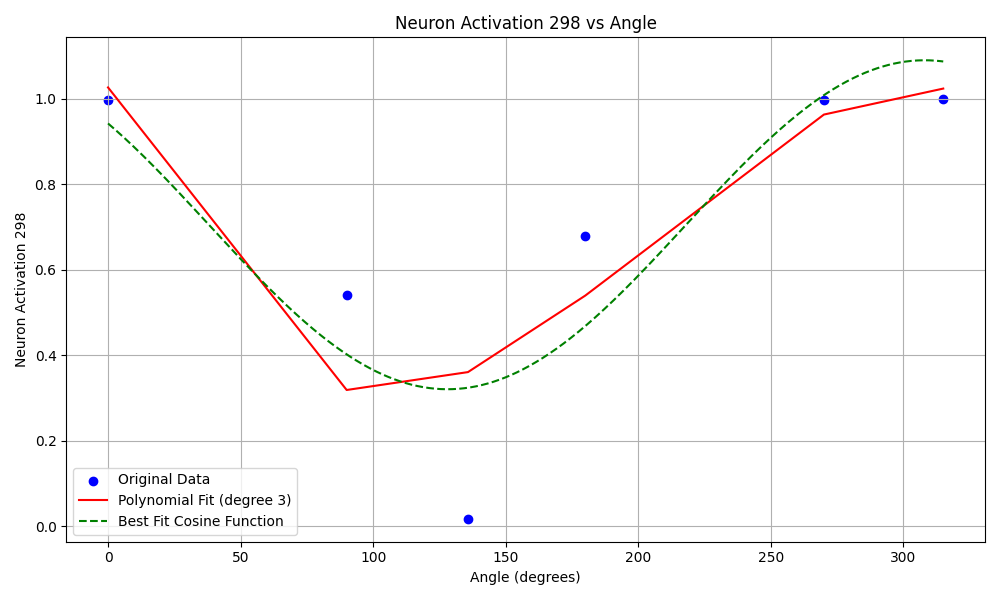 Neuron Activation 298 vs Angle
Neuron Activation 298
1.0
0.8
0.6
0.4
0.2
0.0
Original Data
Polynomial Fit (degree 3)
Best Fit Cosine Function
0 50 100 150 200 250 300
Angle (degrees)